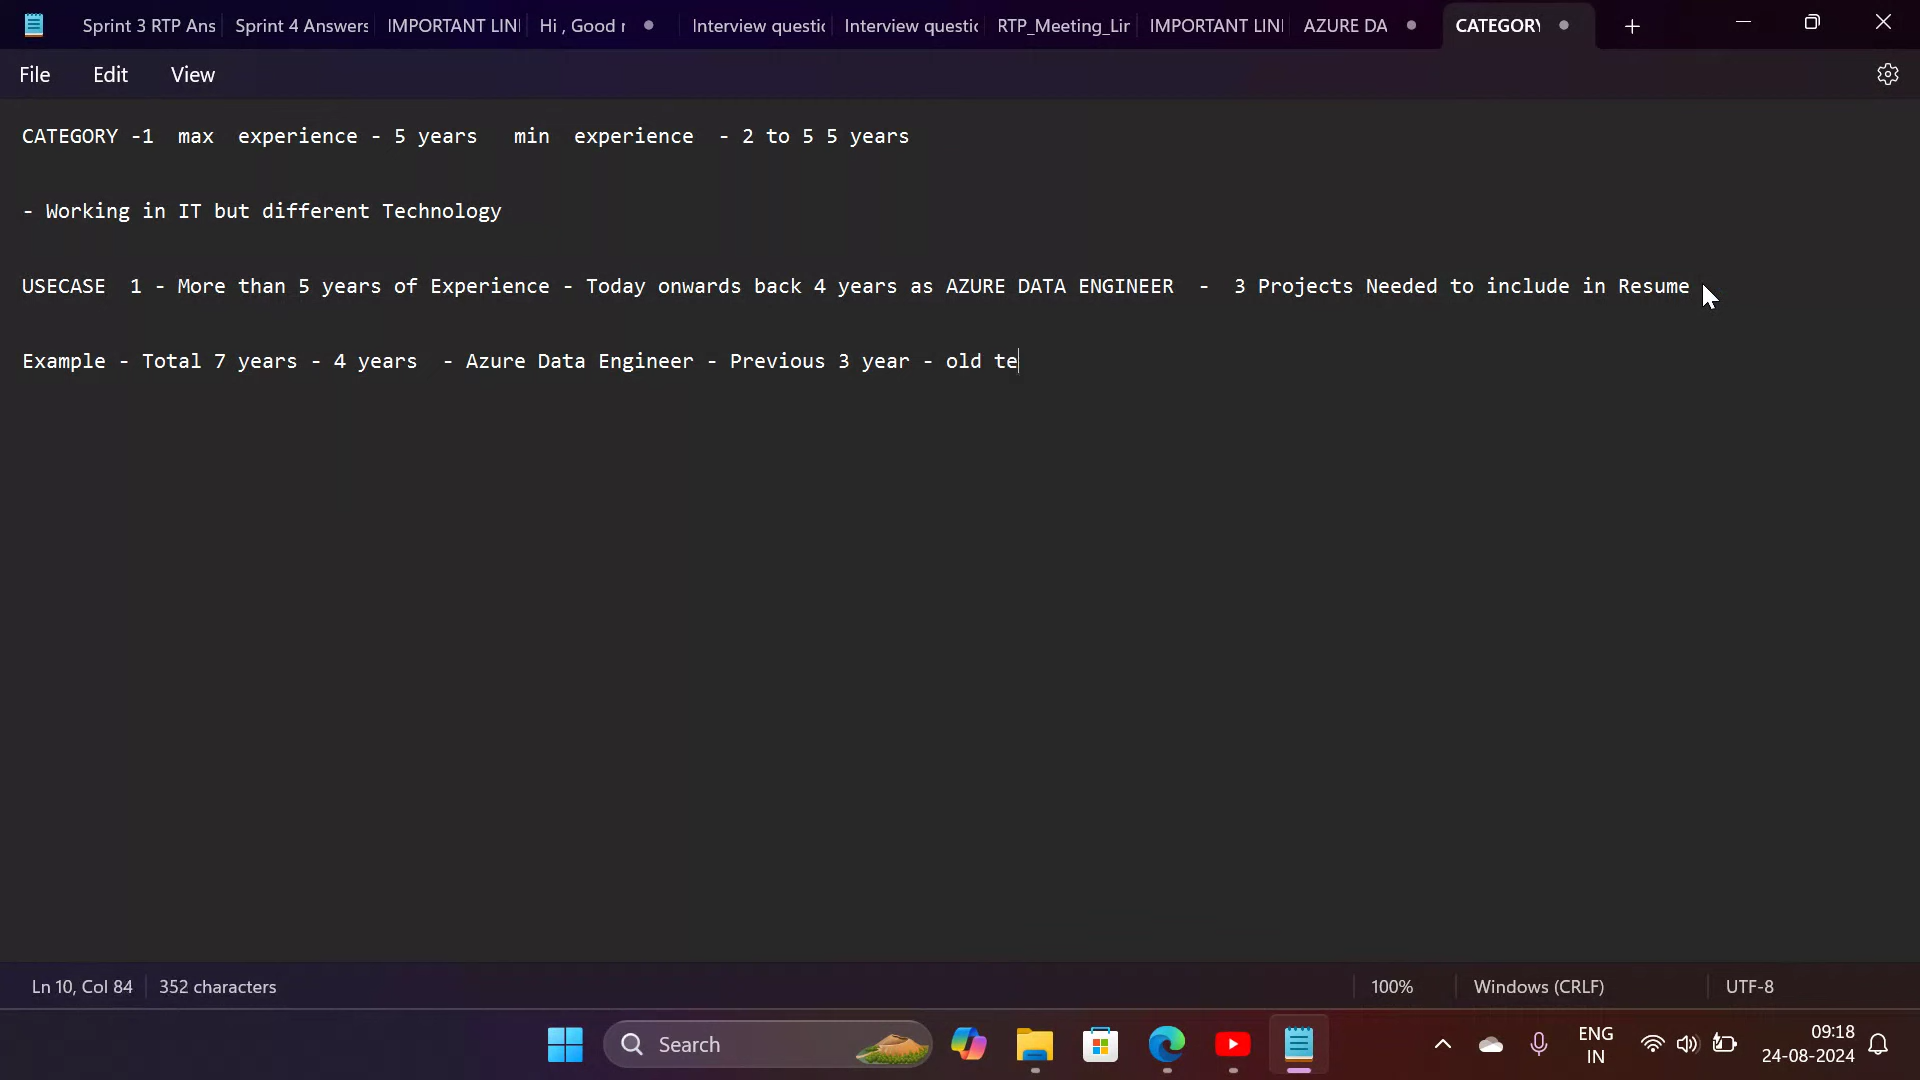 Sprint 3 RTP Ans
Sprint 4 Answers
IMPORTANT LIN
Hi , Good r
Interview questio
Interview questio
RTP_Meeting_Lin
IMPORTANT LIN
AZURE DA
CATEGORY
File
Edit
View
CATEGORY -1  max  experience - 5 years   min  experience  - 2 to 5 5 years
- Working in IT but different Technology
USECASE  1 - More than 5 years of Experience - Today onwards back 4 years as AZURE DATA ENGINEER  -  3 Projects Needed to include in Resume
Example - Total 7 years - 4 years  - Azure Data Engineer - Previous 3 year - old te
Ln 10, Col 84
352 characters
100%
Windows (CRLF)
UTF-8
Search
ENG
IN
09:18
24-08-2024